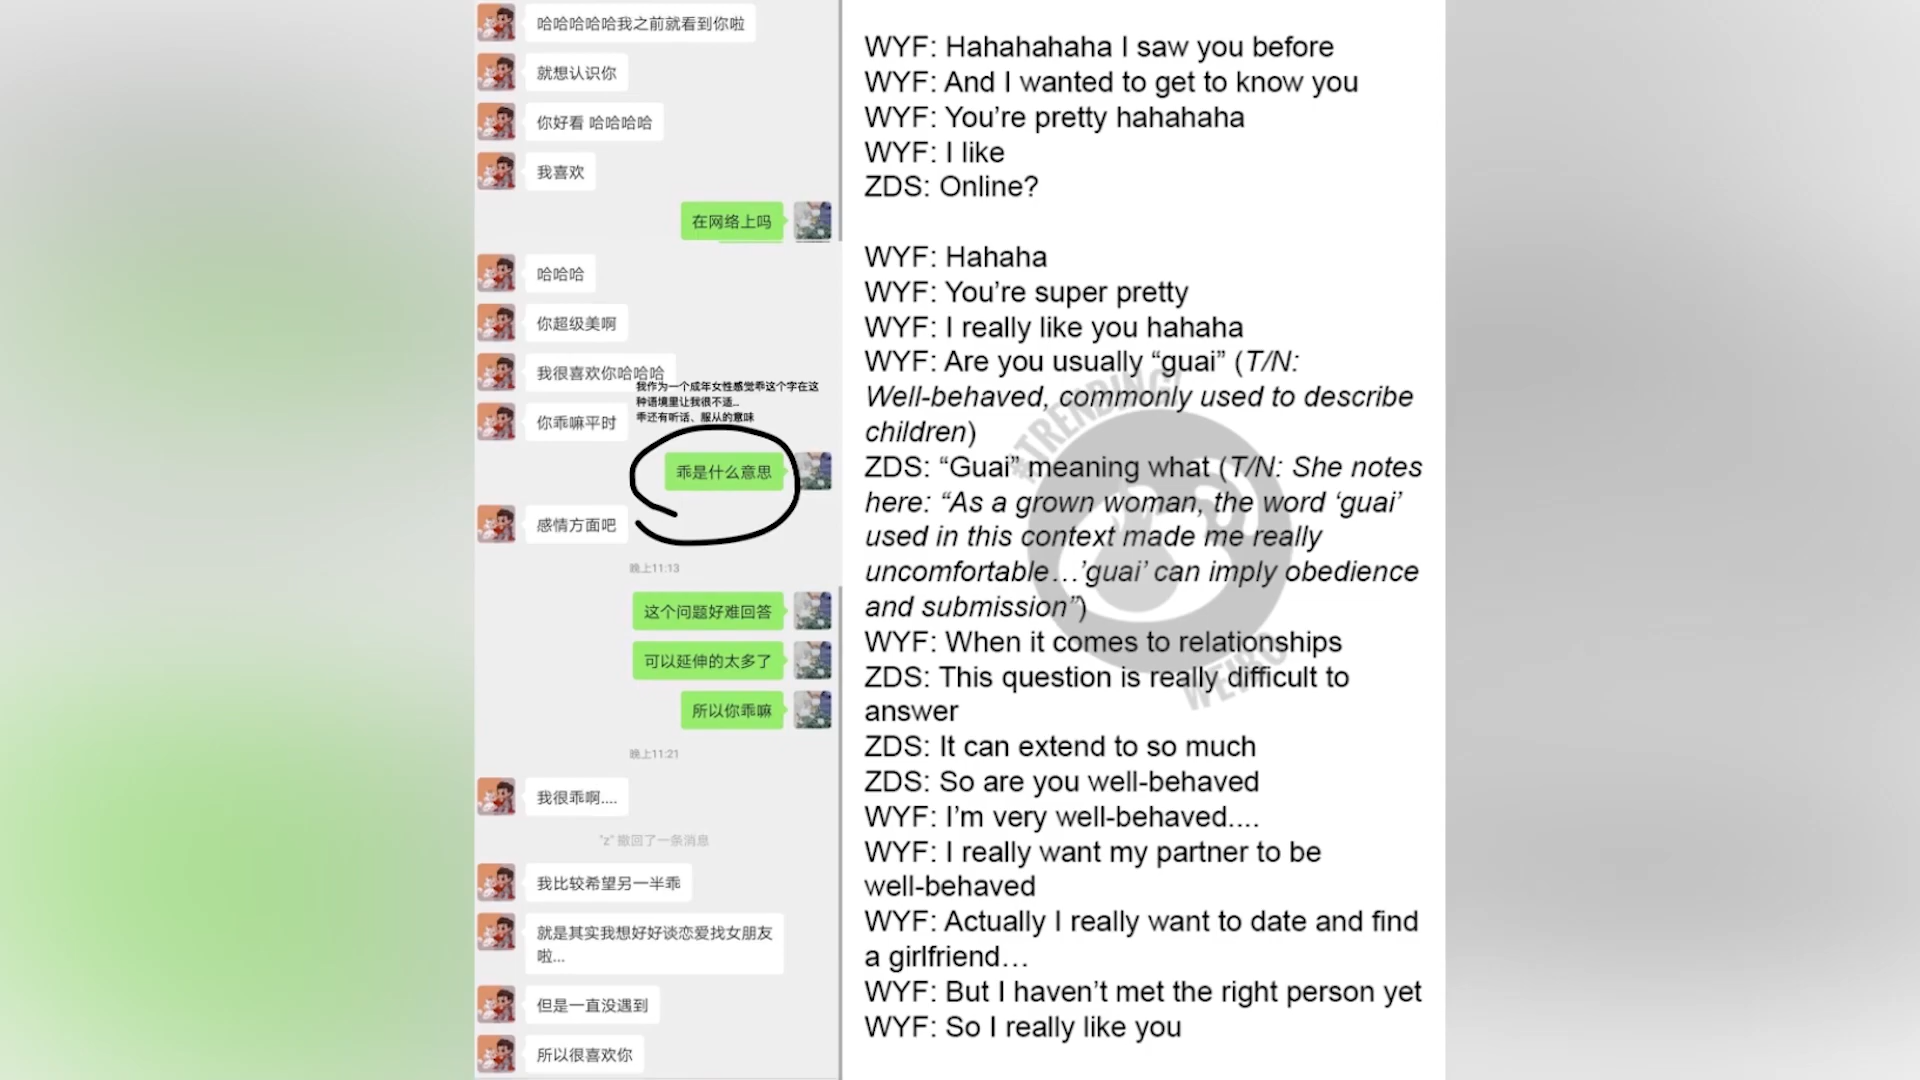 哈哈哈哈哈我之前就看到你啦
就想认识你
你好看 哈哈哈哈
我喜欢
在网络上吗
哈哈哈
你超级美啊
我很喜欢你哈哈哈
我作为一个成年女性感觉乖这个字在这
种语境里让我很不适...
乖还有听话、服从的意味
你乖嘛平时
乖是什么意思
感情方面吧
晚上11:13
这个问题好难回答
可以延伸的太多了
所以你乖嘛
晚上11:21
我很乖啊....
"z" 撤回了一条消息
我比较希望另一半乖
就是其实我想好好谈恋爱找女朋友
啦...
但是一直没遇到
所以很喜欢你
WYF: Hahahahaha I saw you before
WYF: And I wanted to get to know you
WYF: You’re pretty hahahaha
WYF: I like
ZDS: Online?
WYF: Hahaha
WYF: You’re super pretty
WYF: I really like you hahaha
WYF: Are you usually “guai” (T/N:
Well-behaved, commonly used to describe
children)
ZDS: “Guai” meaning what (T/N: She notes
here: “As a grown woman, the word ‘guai’
used in this context made me really
uncomfortable…’guai’ can imply obedience
and submission”)
WYF: When it comes to relationships
ZDS: This question is really difficult to
answer
ZDS: It can extend to so much
ZDS: So are you well-behaved
WYF: I’m very well-behaved....
WYF: I really want my partner to be
well-behaved
WYF: Actually I really want to date and find
a girlfriend…
WYF: But I haven’t met the right person yet
WYF: So I really like you
#TRENDING
WEIBO